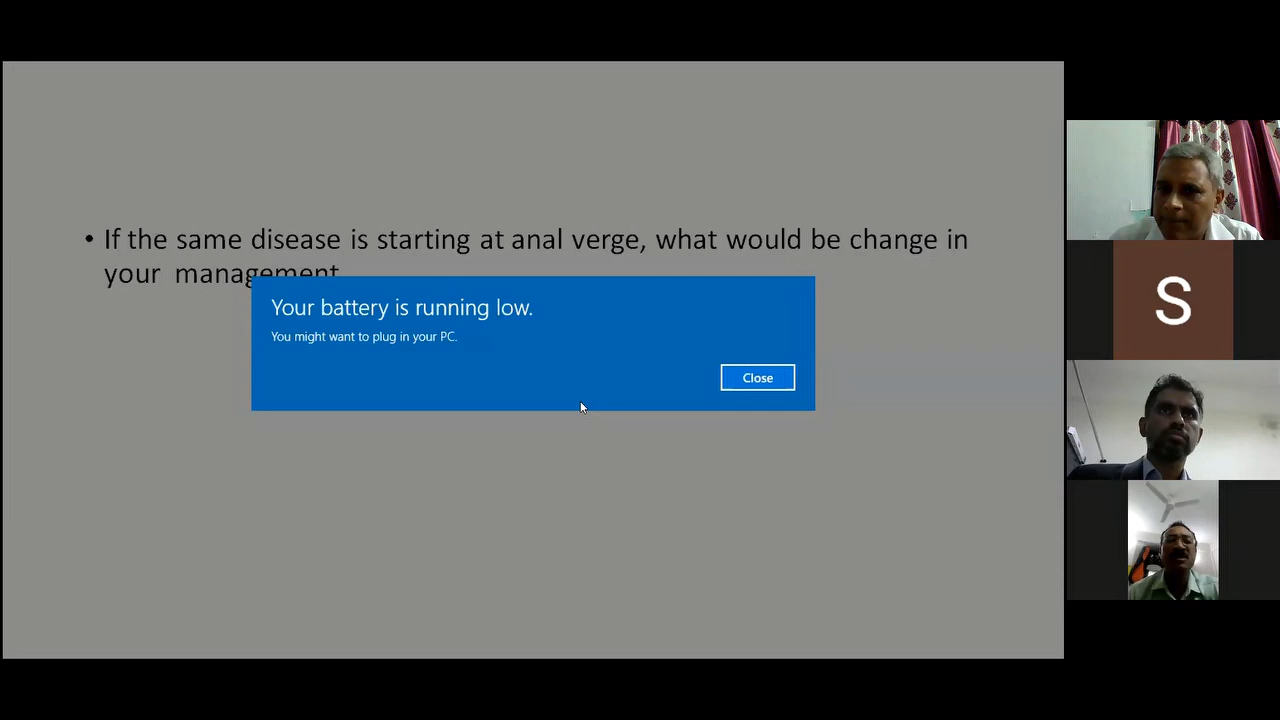 • If the same disease is starting at anal verge, what would be change in
your management
Your battery is running low.
You might want to plug in your PC.
Close
S